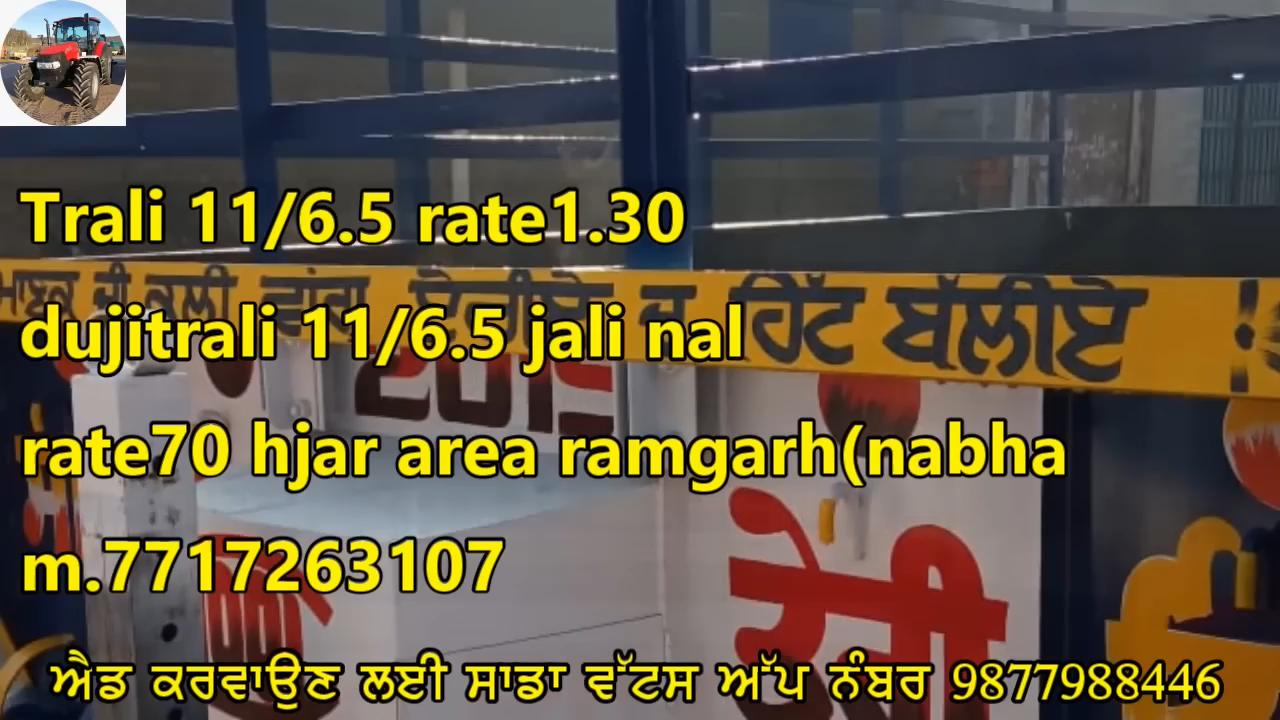 Trali 11/6.5 rate1.30
dujitrali 11/6.5 jali nal
rate70 hjar area ramgarh(nabha
m.7717263107
ਐਡ ਕਰਵਾਉਣ ਲਈ ਸਾਡਾ ਵੱਟਸ ਅੱਪ ਨੰਬਰ 9877988446
ਦੀ ਕਲੀ ਵਾਂਗੂ ਹਿੱਟ ਬੱਲੀਏ !